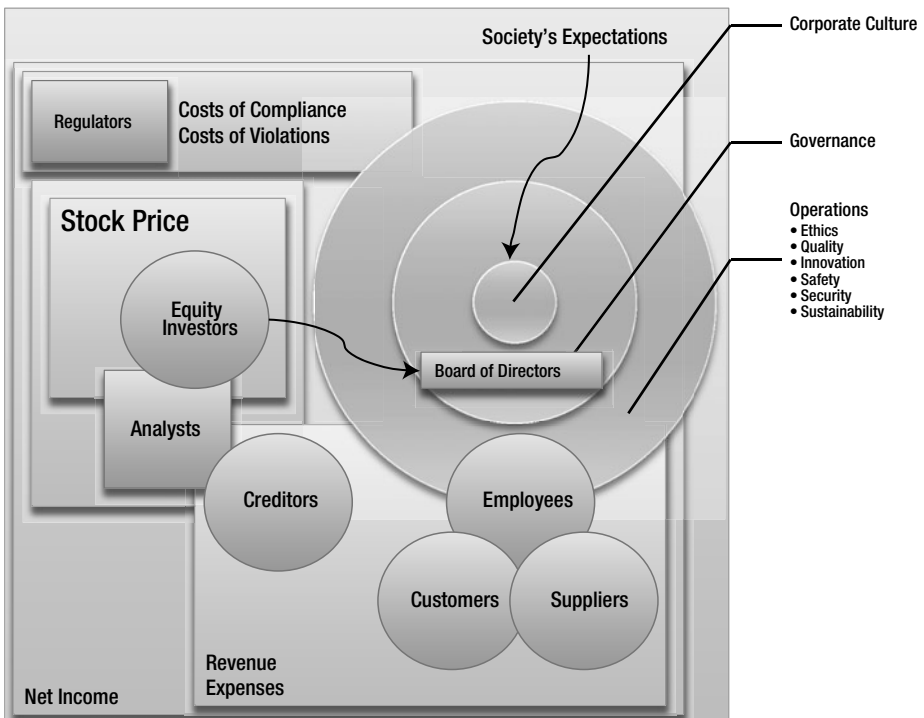 Society's Expectations
Corporate Culture
Regulators
Costs of Compliance
Costs of Violations
Governance
Stock Price
Operations
• Ethics
• Quality
• Innovation
• Safety
• Security
• Sustainability
Equity
Investors
Board of Directors
Analysts
Creditors
Employees
Customers
Suppliers
Revenue
Expenses
Net Income